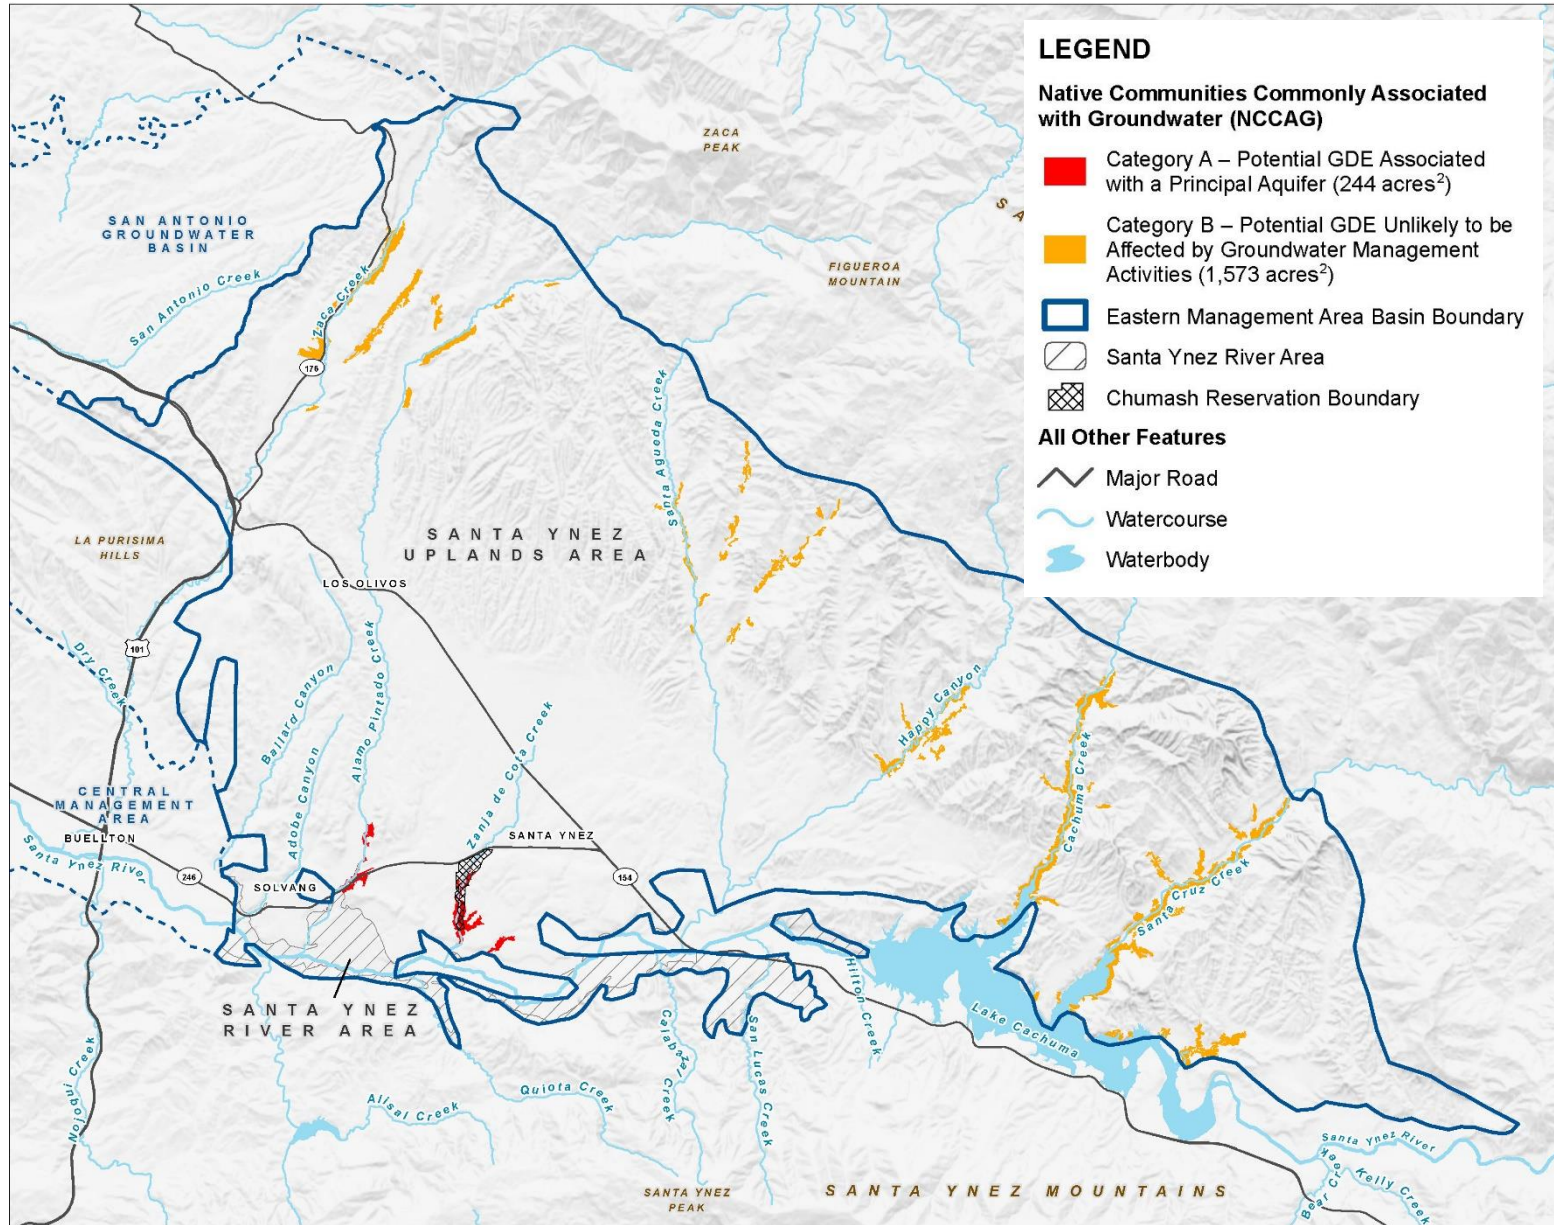 LEGEND
Native Communities Commonly Associated
with Groundwater (NCCAG)
Category A – Potential GDE Associated
with a Principal Aquifer (244 acres²)
Category B – Potential GDE Unlikely to be
Affected by Groundwater Management
Activities (1,573 acres²)
Eastern Management Area Basin Boundary
Santa Ynez River Area
Chumash Reservation Boundary
All Other Features
Major Road
Watercourse
Waterbody
ZACA
PEAK
SA
SAN ANTONIO
GROUNDWATER
BASIN
San Antonio Creek
Zaca Creek
FIGUEROA
MOUNTAIN
176
Santa Agueda Creek
LA PURISIMA
HILLS
SANTA YNEZ
UPLANDS AREA
LOS OLIVOS
101
Dry Creek
Ballard Canyon
Adobe Canyon
Alamo Pintado Creek
Zanja de Cota Creek
Happy Canyon
Cachuma Creek
Santa Cruz Creek
CENTRAL
MANAGEMENT
AREA
BUELLTON
Santa Ynez River
246
SOLVANG
SANTA YNEZ
154
SANTA YNEZ
RIVER AREA
Hilton Creek
Lake Cachuma
Calabazal Creek
San Lucas Creek
Quiota Creek
Alisal Creek
Nojoqui Creek
Santa Ynez River
Bear Creek
Kelly Creek
SANTA YNEZ
PEAK
SANTA YNEZ MOUNTAINS